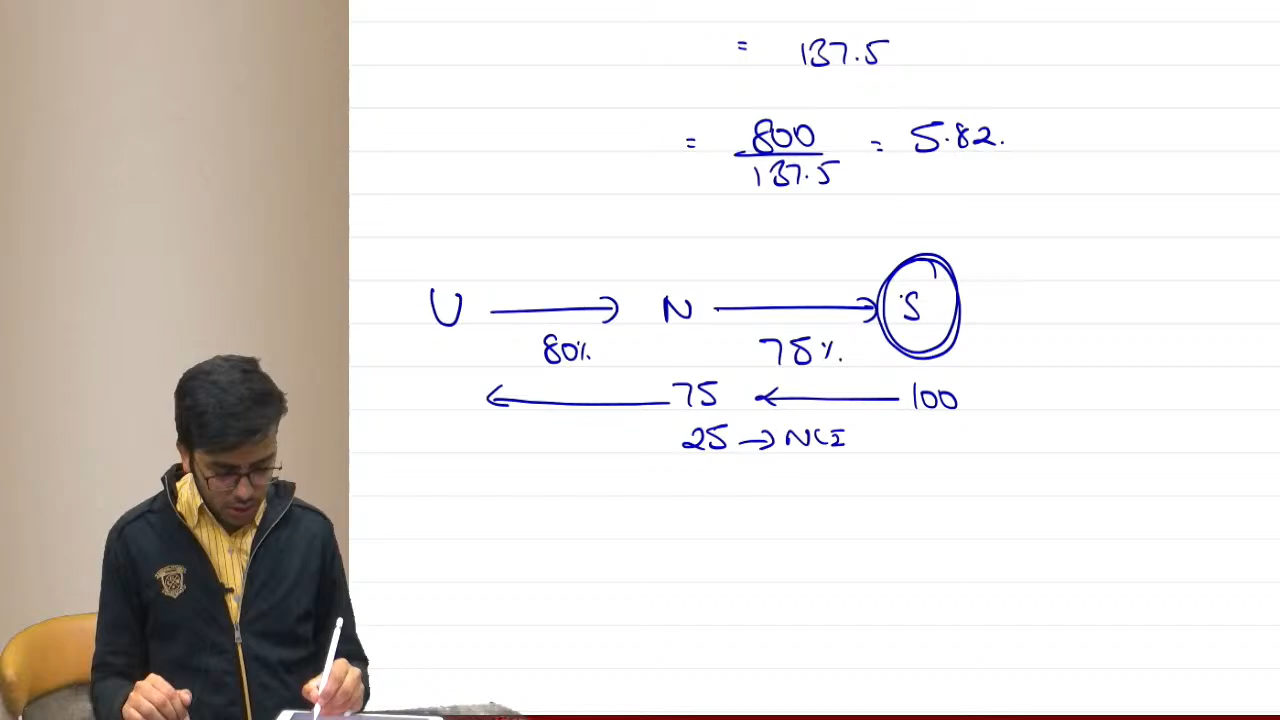 = 137.5
= 800 / 137.5 = 5.82.
U → N → S
80% 75%
← 75 ← 100
25 → NCI